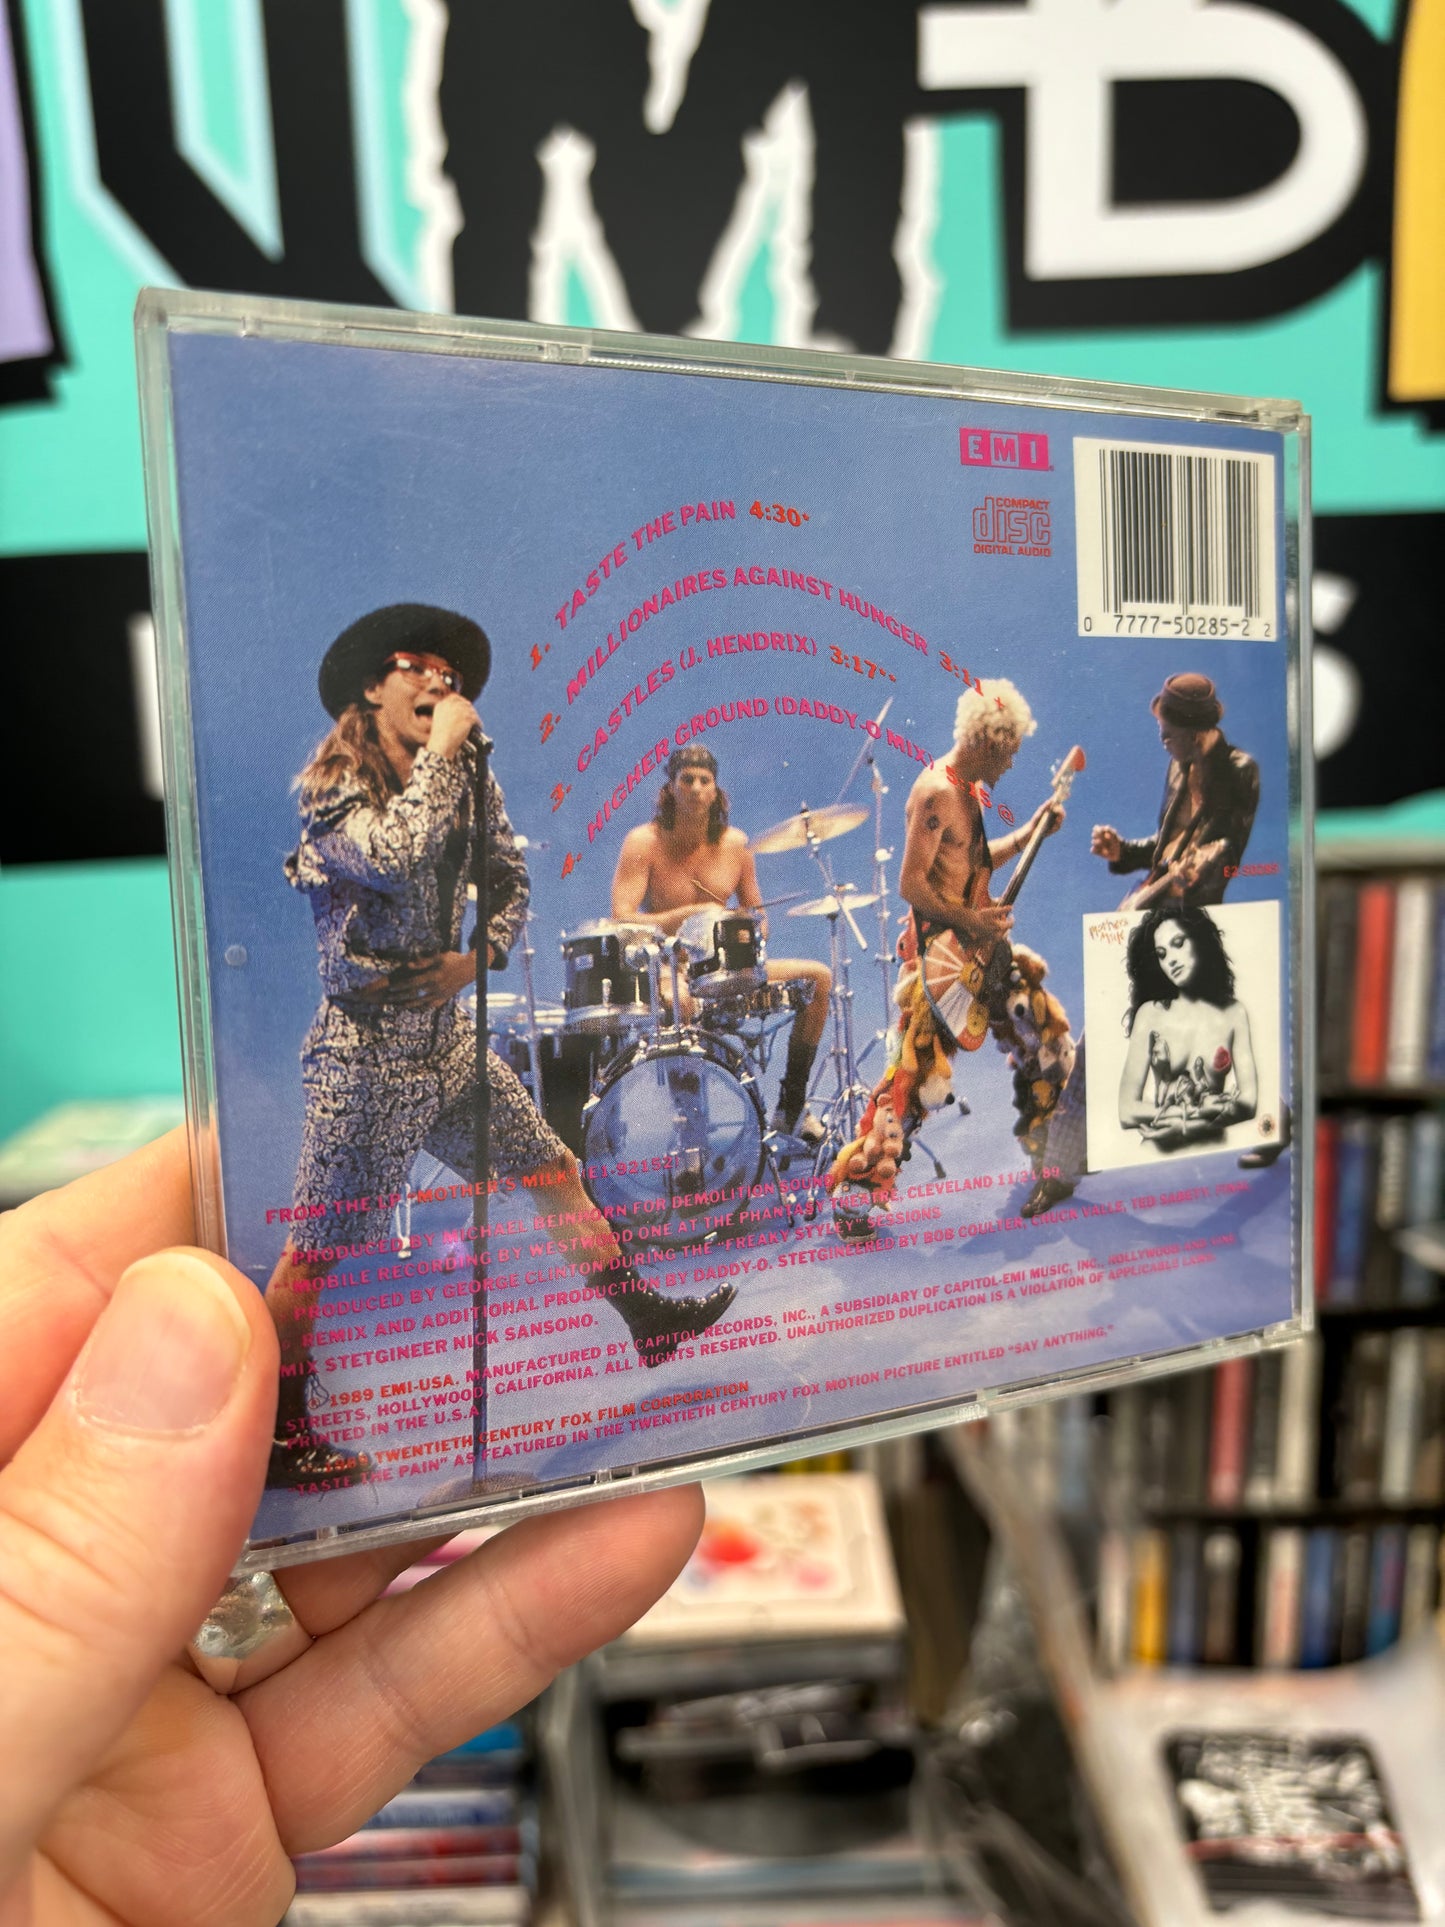 EMI
COMPACT
disc
DIGITAL AUDIO
0 7777-50285-2 2
1. TASTE THE PAIN 4:30*
2. MILLIONAIRES AGAINST HUNGER 3:11 x
3. CASTLES (J. HENDRIX) 3:17**
4. HIGHER GROUND (DADDY-O MIX) 5:15 @
E2-50285
Mother's
Milk
FROM THE LP "MOTHER'S MILK" (E1-92152)
*PRODUCED BY MICHAEL BEINHORN FOR DEMOLITION SOUND
**MOBILE RECORDING BY WESTWOOD ONE AT THE PHANTASY THEATRE, CLEVELAND 11/21/89
PRODUCED BY GEORGE CLINTON DURING THE "FREAKY STYLEY" SESSIONS
REMIX AND ADDITIONAL PRODUCTION BY DADDY-O. STETGINEERED BY BOB COULTER, CHUCK VALLE, TED SABETY. FINAL
MIX STETGINEER NICK SANSONO.
℗ 1989 EMI-USA. MANUFACTURED BY CAPITOL RECORDS, INC., A SUBSIDIARY OF CAPITOL-EMI MUSIC, INC., HOLLYWOOD AND VINE
STREETS, HOLLYWOOD, CALIFORNIA. ALL RIGHTS RESERVED. UNAUTHORIZED DUPLICATION IS A VIOLATION OF APPLICABLE LAWS.
PRINTED IN THE U.S.A
1989 TWENTIETH CENTURY FOX FILM CORPORATION
"TASTE THE PAIN" AS FEATURED IN THE TWENTIETH CENTURY FOX MOTION PICTURE ENTITLED "SAY ANYTHING,"